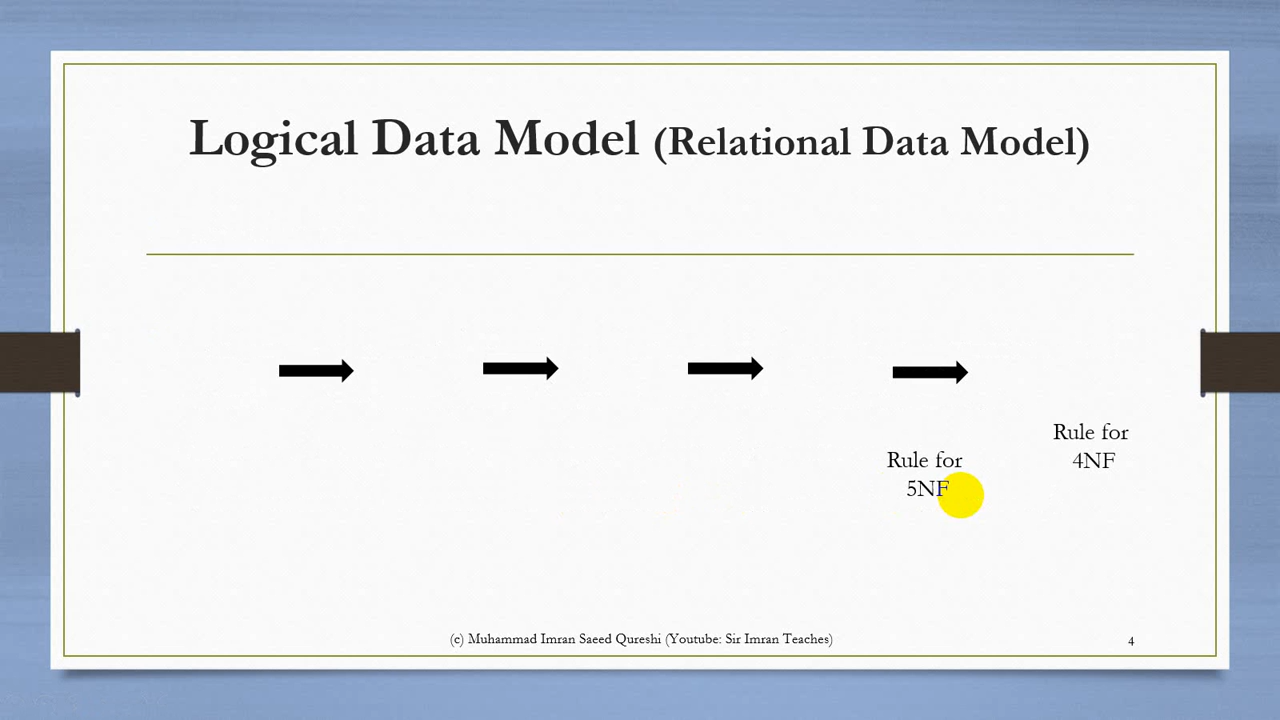 Logical Data Model (Relational Data Model)
Rule for
4NF
Rule for
5NF
(c) Muhammad Imran Saeed Qureshi (Youtube: Sir Imran Teaches)
4